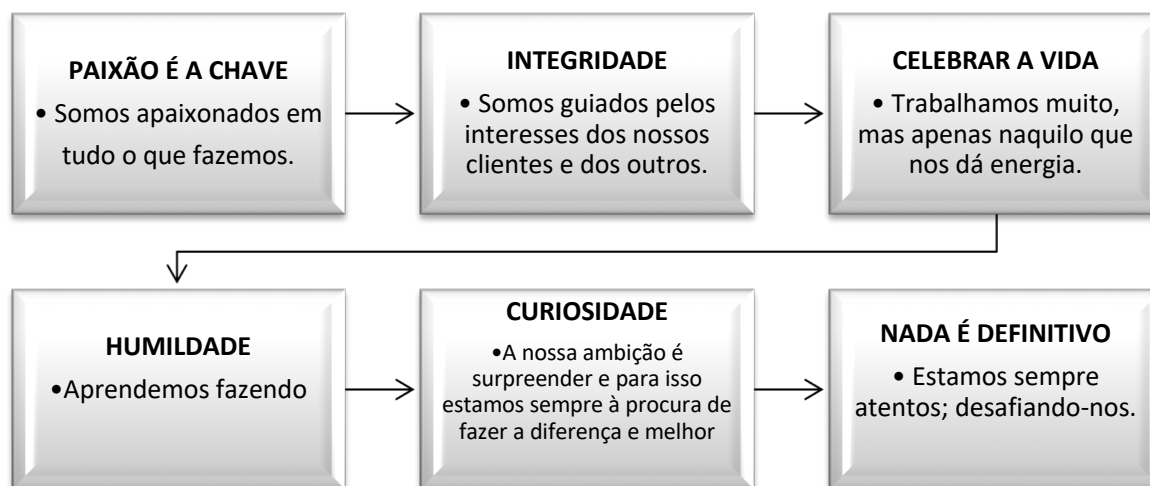 PAIXÃO É A CHAVE
• Somos apaixonados em
tudo o que fazemos.
INTEGRIDADE
• Somos guiados pelos
interesses dos nossos
clientes e dos outros.
CELEBRAR A VIDA
• Trabalhamos muito,
mas apenas naquilo que
nos dá energia.
HUMILDADE
•Aprendemos fazendo
CURIOSIDADE
•A nossa ambição é
surpreender e para isso
estamos sempre à procura de
fazer a diferença e melhor
NADA É DEFINITIVO
• Estamos sempre
atentos; desafiando-nos.